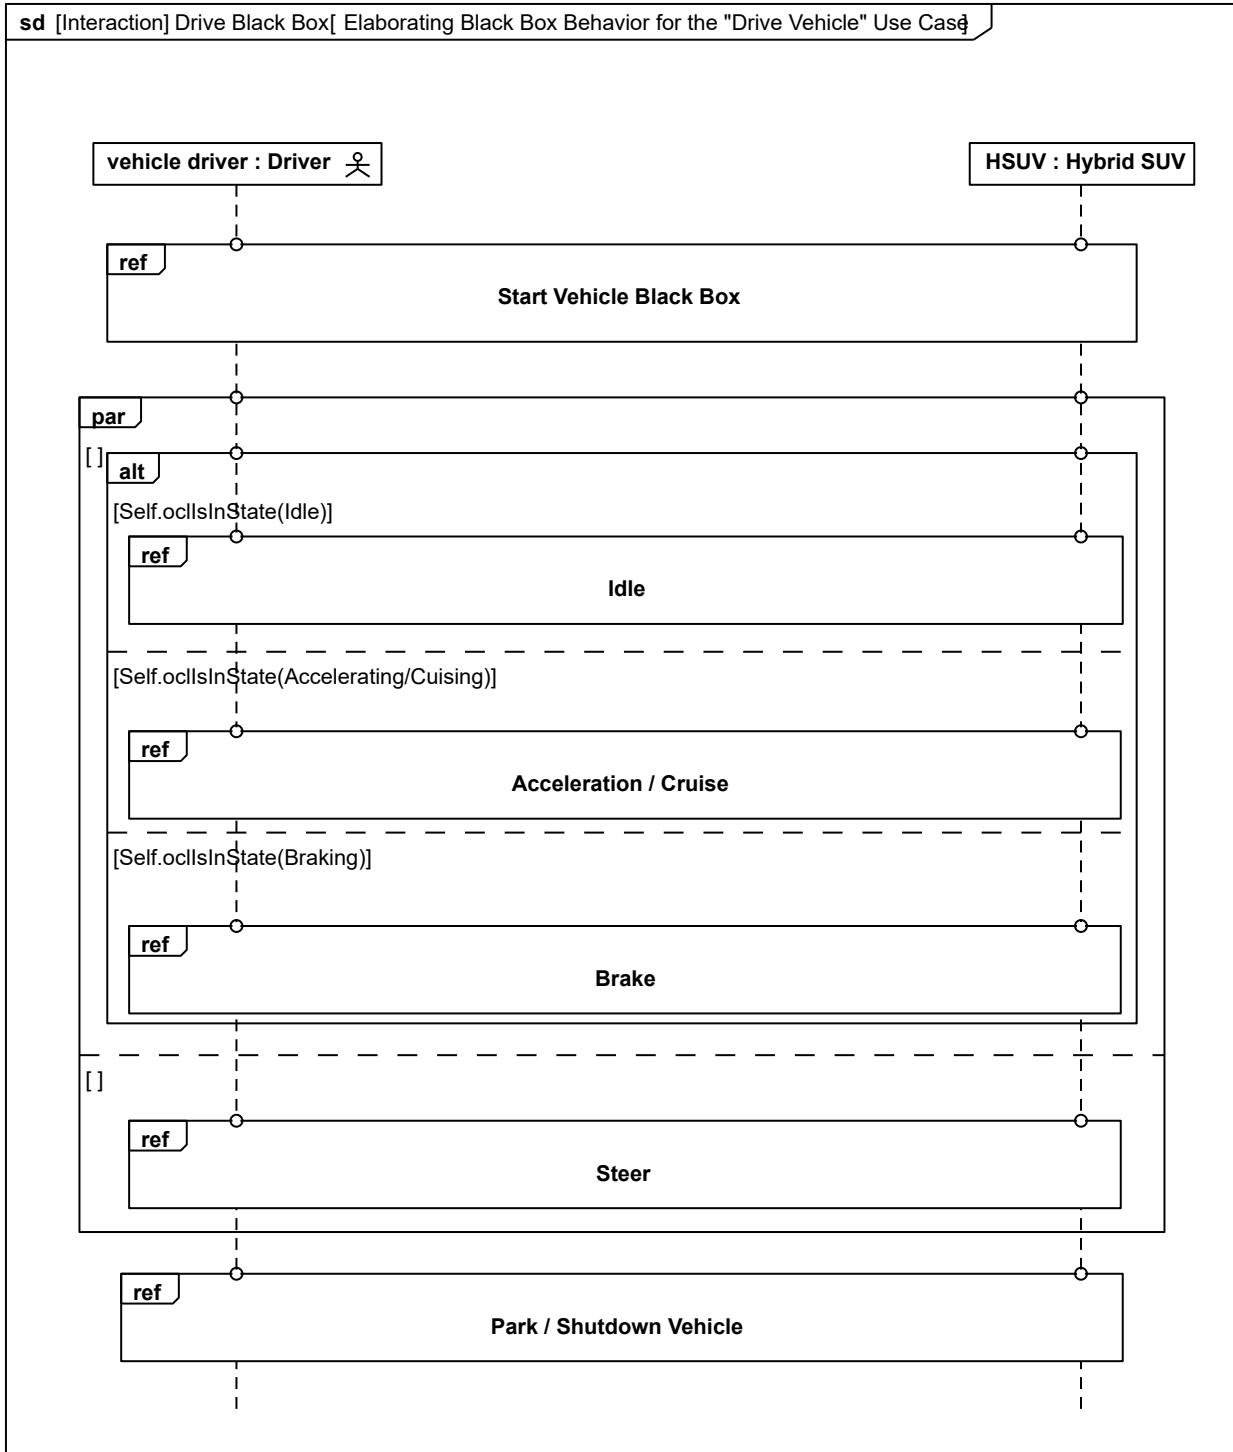 sd [Interaction] Drive Black Box[ Elaborating Black Box Behavior for the "Drive Vehicle" Use Case]
vehicle driver : Driver
HSUV : Hybrid SUV
ref
Start Vehicle Black Box
par
[ ]
alt
[Self.oclIsInState(Idle)]
ref
Idle
[Self.oclIsInState(Accelerating/Cuising)]
ref
Acceleration / Cruise
[Self.oclIsInState(Braking)]
ref
Brake
[ ]
ref
Steer
ref
Park / Shutdown Vehicle